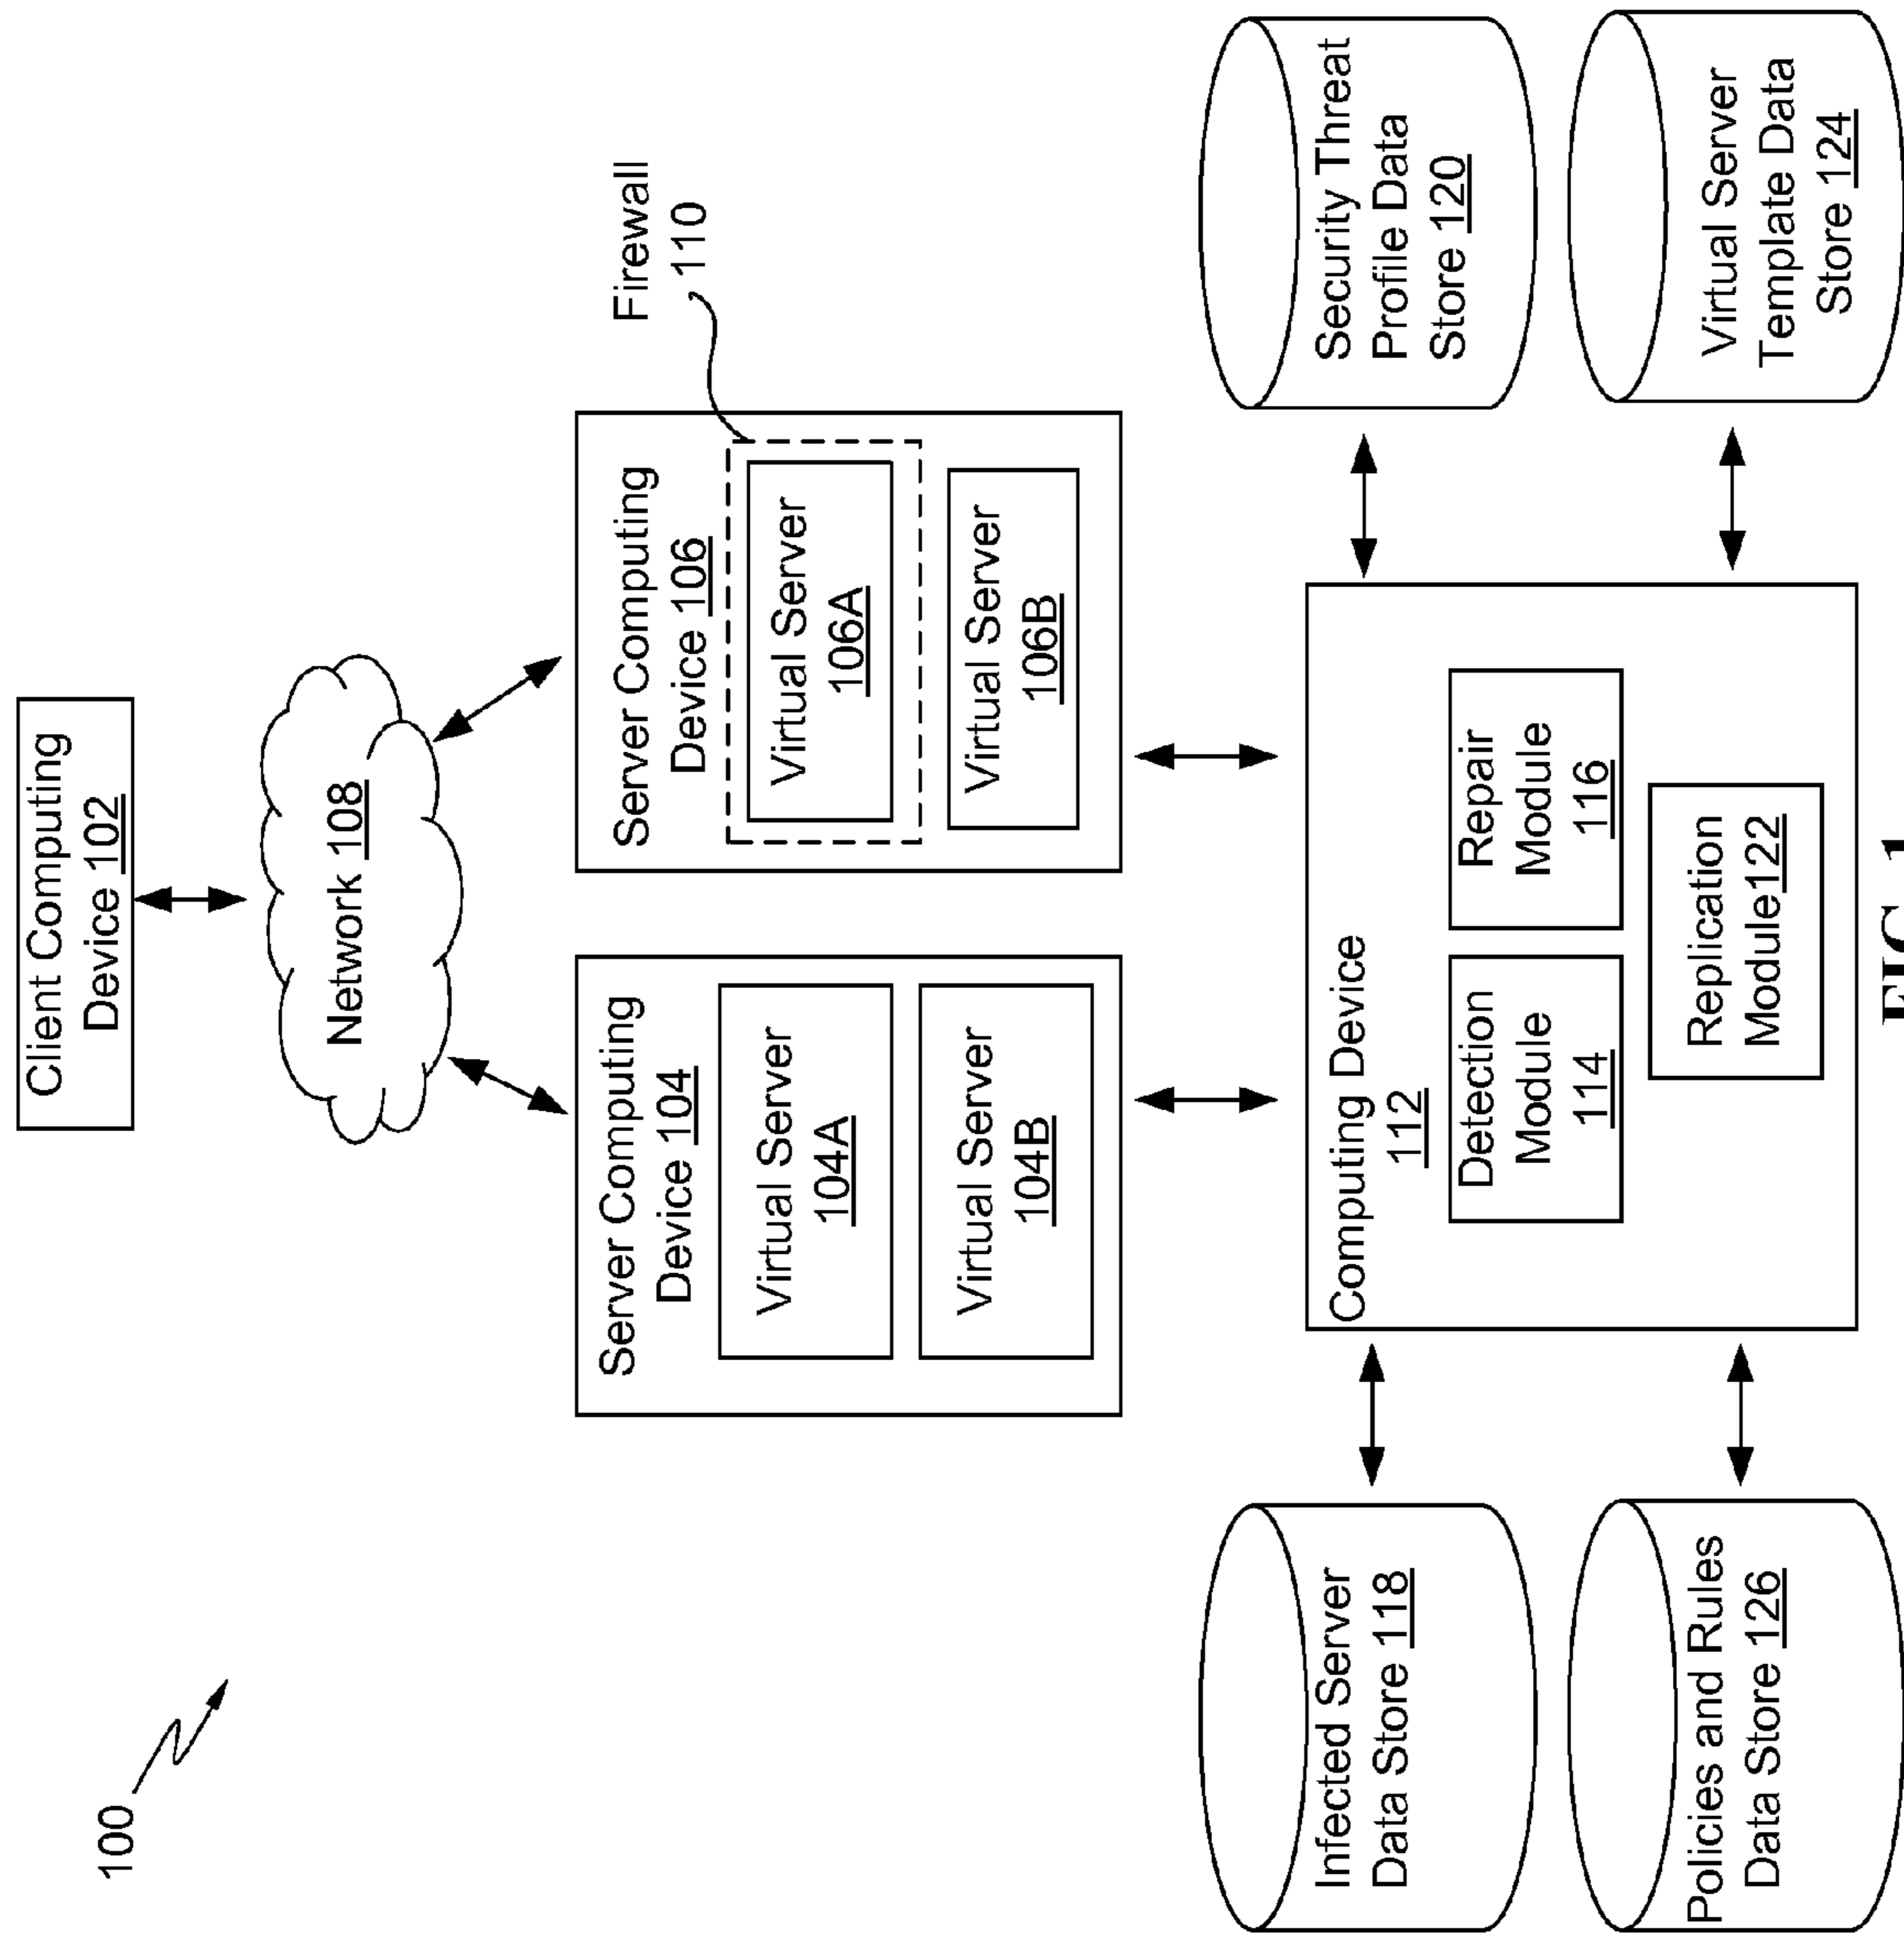 100
Client Computing
Device 102
Network 108
Firewall
110
Server Computing
Device 104
Virtual Server
104A
Virtual Server
104B
Server Computing
Device 106
Virtual Server
106A
Virtual Server
106B
Computing Device
112
Detection
Module
114
Repair
Module
116
Replication
Module122
Infected Server
Data Store 118
Policies and Rules
Data Store 126
Security Threat
Profile Data
Store 120
Virtual Server
Template Data
Store 124
FIG. 1